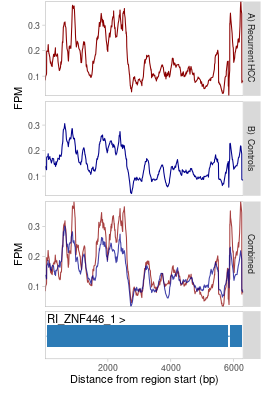 0.3
0.2
0.1
FPM
A) Recurrent HCC
0.3
0.2
0.1
B). Controls
0.3
0.2
0.1
FPM
Combined
RI_ZNF446_1 >
2000
4000
6000
Distance from region start (bp)